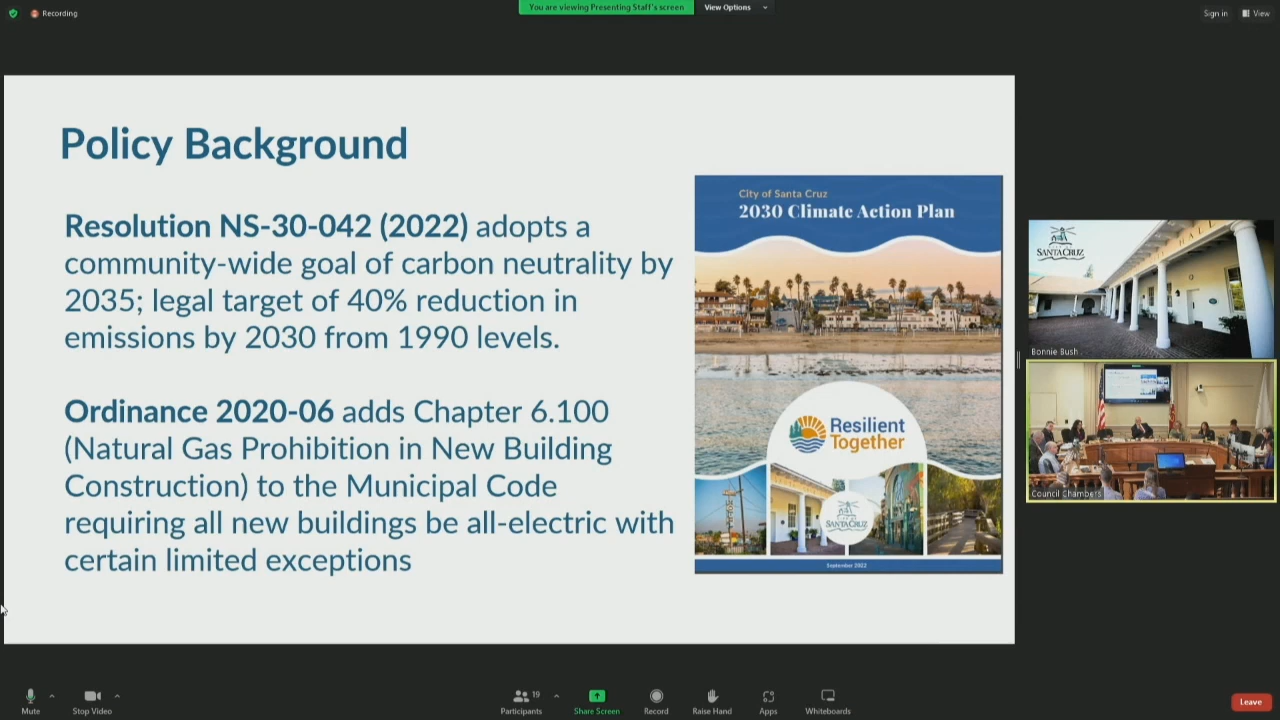 Recording
You are viewing Presenting Staff's screen
View Options
Sign in
View
Policy Background
Resolution NS-30-042 (2022) adopts a
community-wide goal of carbon neutrality by
2035; legal target of 40% reduction in
emissions by 2030 from 1990 levels.
Ordinance 2020-06 adds Chapter 6.100
(Natural Gas Prohibition in New Building
Construction) to the Municipal Code
requiring all new buildings be all-electric with
certain limited exceptions
City of Santa Cruz
2030 Climate Action Plan
Resilient
Together
SANTA CRUZ
September 2022
SANTA CRUZ
Bonnie Bush
Council Chambers
Mute
Stop Video
Participants
19
Share Screen
Record
Raise Hand
Apps
Whiteboards
Leave